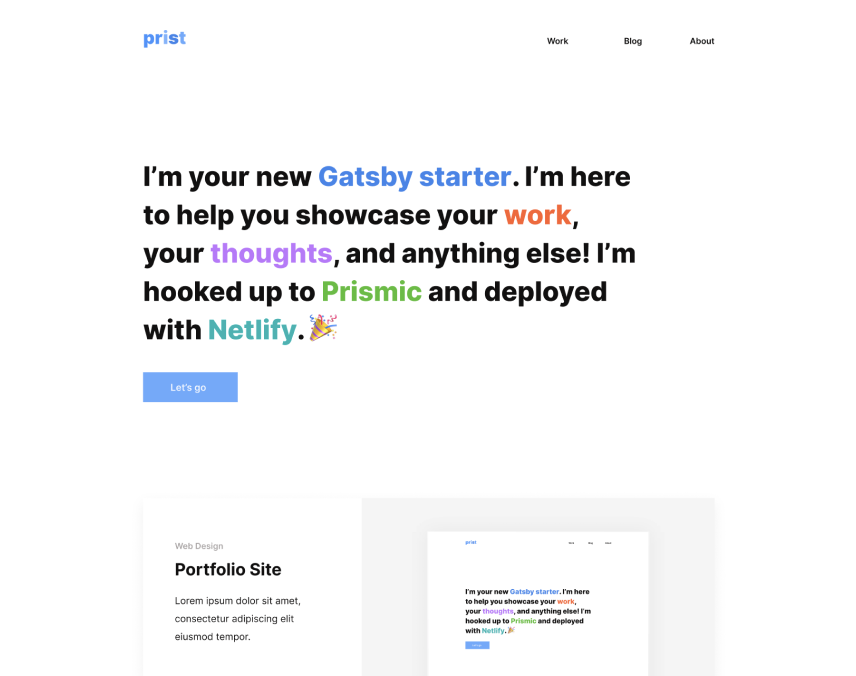 prist
Work
Blog
About
I’m your new Gatsby starter. I’m here
to help you showcase your work,
your thoughts, and anything else! I’m
hooked up to Prismic and deployed
with Netlify. 🎉
Let’s go
Web Design
Portfolio Site
Lorem ipsum dolor sit amet,
consectetur adipiscing elit
eiusmod tempor.
prist
Work
Blog
About
I’m your new Gatsby starter. I’m here
to help you showcase your work,
your thoughts, and anything else! I’m
hooked up to Prismic and deployed
with Netlify. 🎉